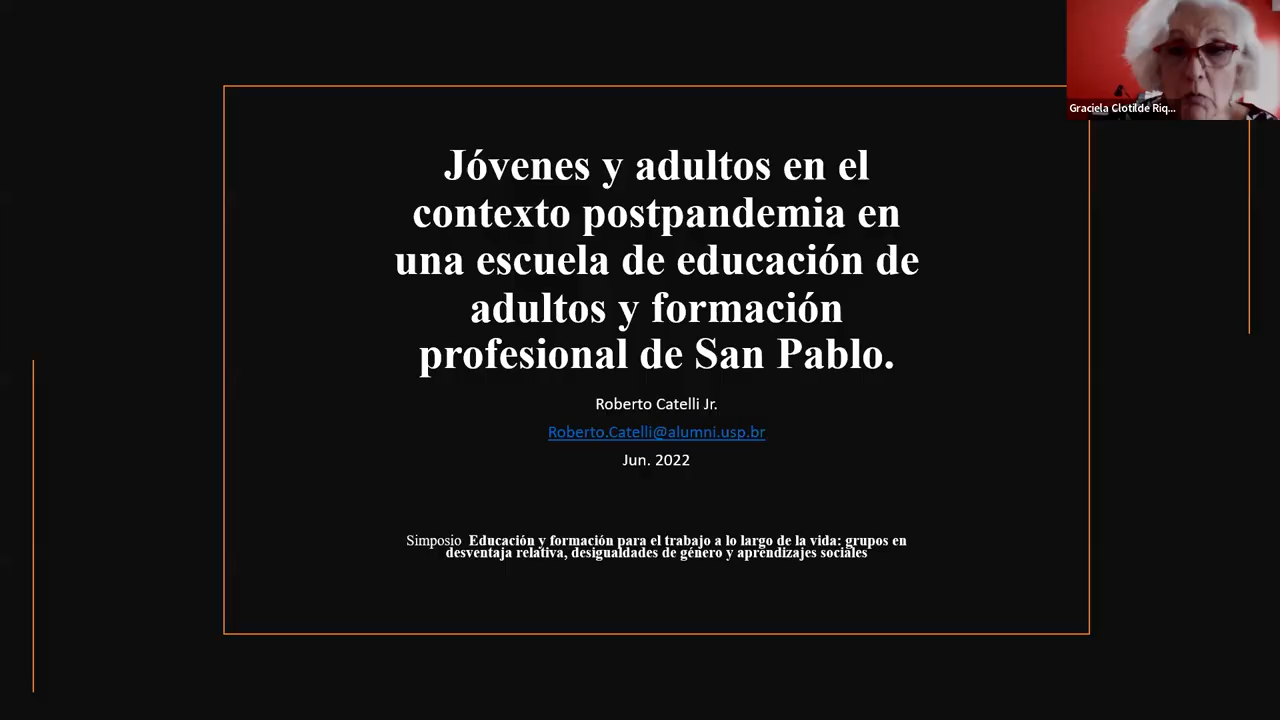 Graciela Clotilde Riq...
Jóvenes y adultos en el
contexto postpandemia en
una escuela de educación de
adultos y formación
profesional de San Pablo.
Roberto Catelli Jr.
Roberto.Catelli@alumni.usp.br
Jun. 2022
Simposio Educación y formación para el trabajo a lo largo de la vida: grupos en
desventaja relativa, desigualdades de género y aprendizajes sociales